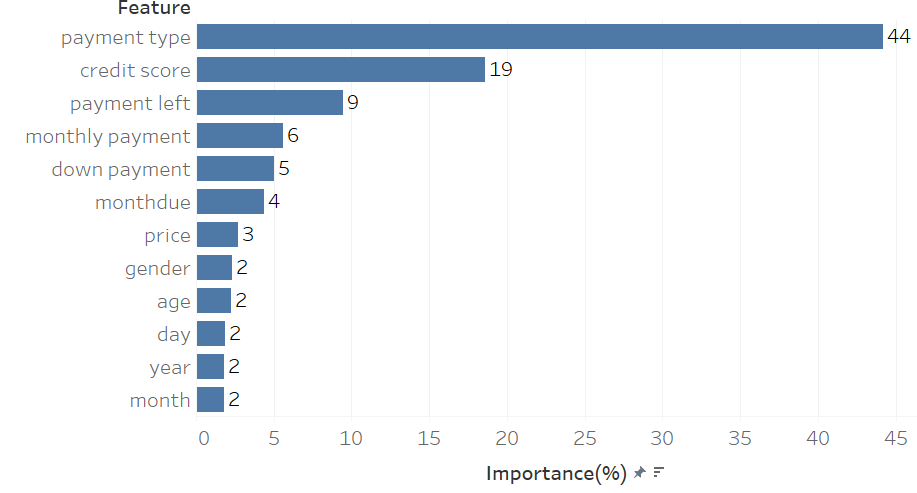 Feature
payment type 44
credit score 19
payment left 9
monthly payment 6
down payment 5
monthdue 4
price 3
gender 2
age 2
day 2
year 2
month 2
0 5 10 15 20 25 30 35 40 45
Importance(%)